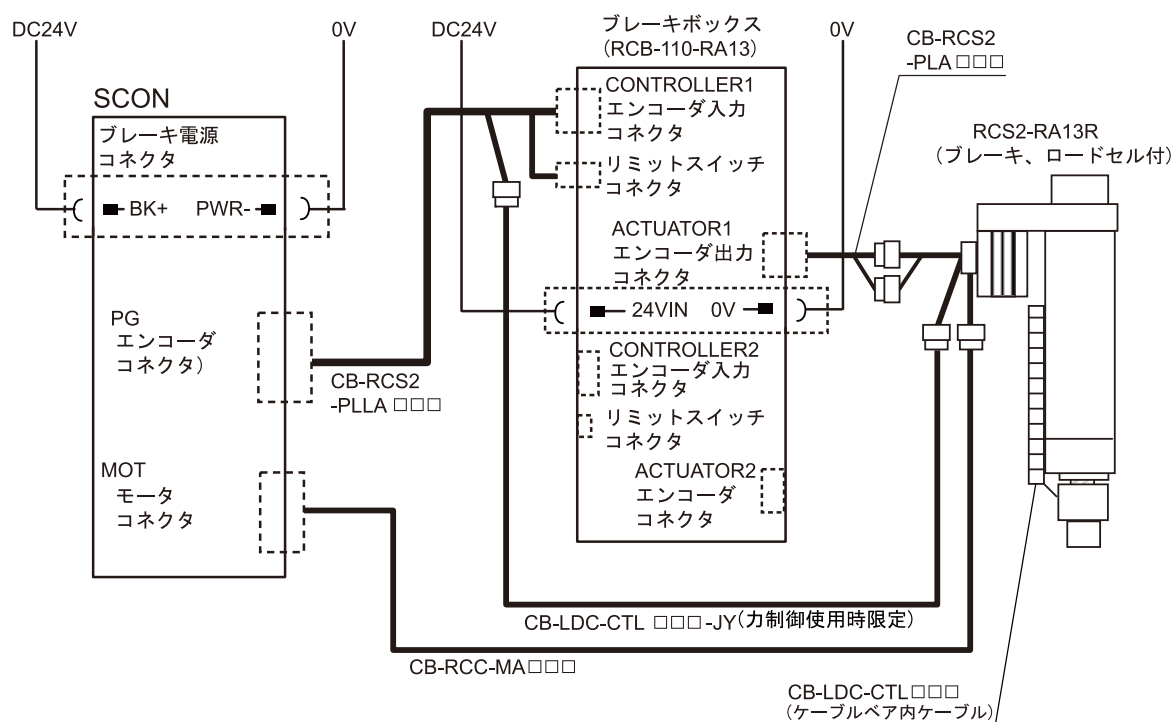 DC24V
0V
SCON
ブレーキ電源
コネクタ
BK+
PWR-
PG
エンコーダ
コネクタ)
MOT
モータ
コネクタ
CB-RCS2
-PLLA □□□
DC24V
ブレーキボックス
(RCB-110-RA13)
0V
CONTROLLER1
エンコーダ入力
コネクタ
リミットスイッチ
コネクタ
ACTUATOR1
エンコーダ出力
コネクタ
24VIN
0V
CONTROLLER2
エンコーダ入力
コネクタ
リミットスイッチ
コネクタ
ACTUATOR2
エンコーダ
コネクタ
CB-RCS2
-PLA □□□
RCS2-RA13R
(ブレーキ、ロードセル付)
CB-LDC-CTL □□□-JY(力制御使用時限定)
CB-RCC-MA□□□
CB-LDC-CTL□□□
(ケーブルベア内ケーブル)